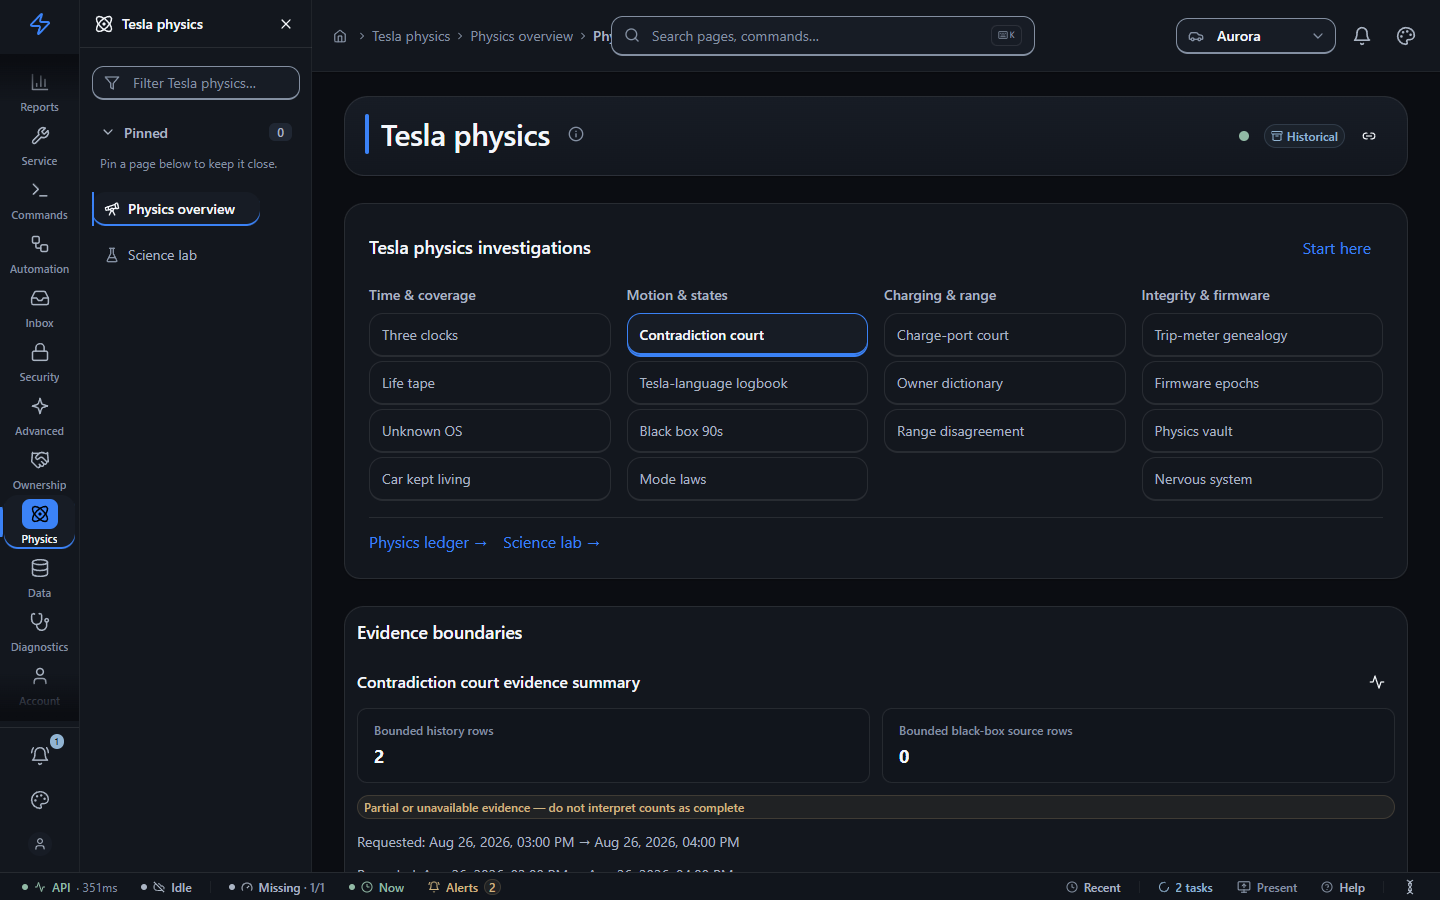 Tesla physics
Tesla physics
Physics overview
Search pages, commands...
K
Aurora
Filter Tesla physics...
Pinned
0
Pin a page below to keep it close.
Physics overview
Science lab
Reports
Service
Commands
Automation
Inbox
Security
Advanced
Ownership
Physics
Data
Diagnostics
Account
1
Tesla physics
Historical
Tesla physics investigations
Start here
Time & coverage
Three clocks
Life tape
Unknown OS
Car kept living
Motion & states
Contradiction court
Tesla-language logbook
Black box 90s
Mode laws
Charging & range
Charge-port court
Owner dictionary
Range disagreement
Integrity & firmware
Trip-meter genealogy
Firmware epochs
Physics vault
Nervous system
Physics ledger →
Science lab →
Evidence boundaries
Contradiction court evidence summary
Bounded history rows
2
Bounded black-box source rows
0
Partial or unavailable evidence — do not interpret counts as complete
Requested: Aug 26, 2026, 03:00 PM → Aug 26, 2026, 04:00 PM
API · 351ms
Idle
Missing · 1/1
Now
Alerts 2
Recent
2 tasks
Present
Help